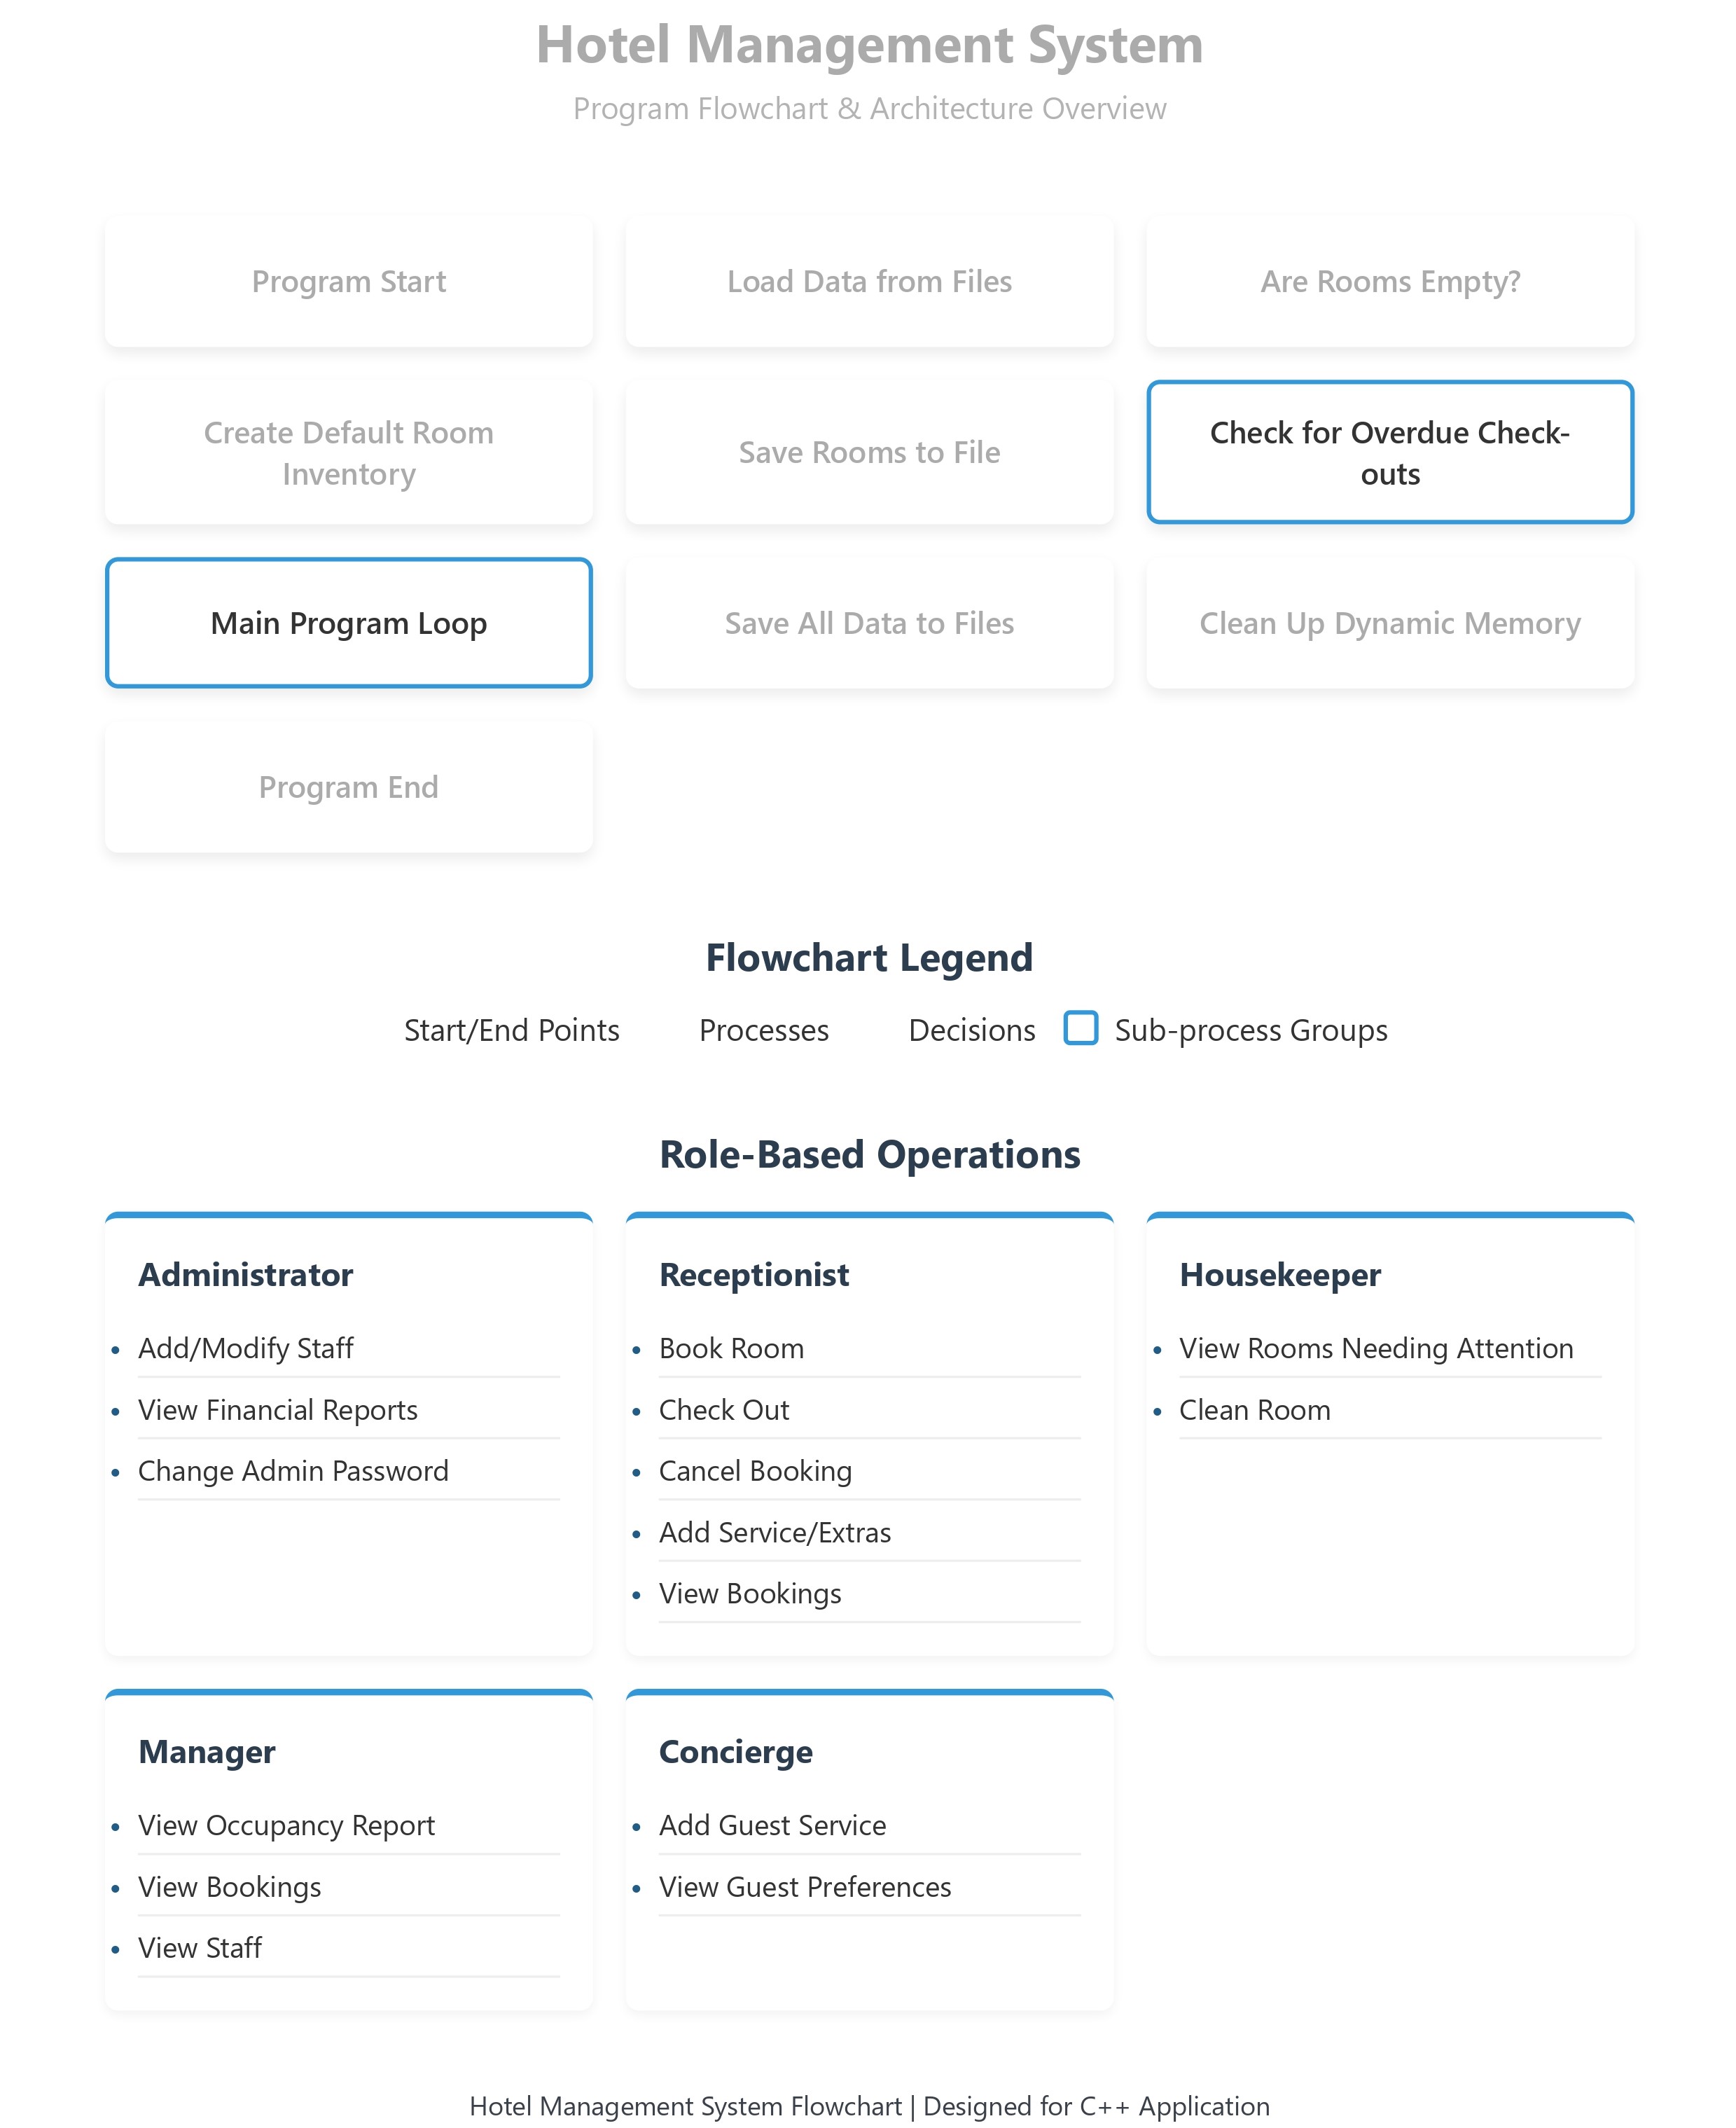 Hotel Management System
Program Flowchart & Architecture Overview
Program Start
Load Data from Files
Are Rooms Empty?
Create Default Room
Inventory
Save Rooms to File
Check for Overdue Check-
outs
Main Program Loop
Save All Data to Files
Clean Up Dynamic Memory
Program End
Flowchart Legend
Start/End Points
Processes
Decisions
Sub-process Groups
Role-Based Operations
Administrator
• Add/Modify Staff
• View Financial Reports
• Change Admin Password
Receptionist
• Book Room
• Check Out
• Cancel Booking
• Add Service/Extras
• View Bookings
Housekeeper
• View Rooms Needing Attention
• Clean Room
Manager
• View Occupancy Report
• View Bookings
• View Staff
Concierge
• Add Guest Service
• View Guest Preferences
Hotel Management System Flowchart | Designed for C++ Application